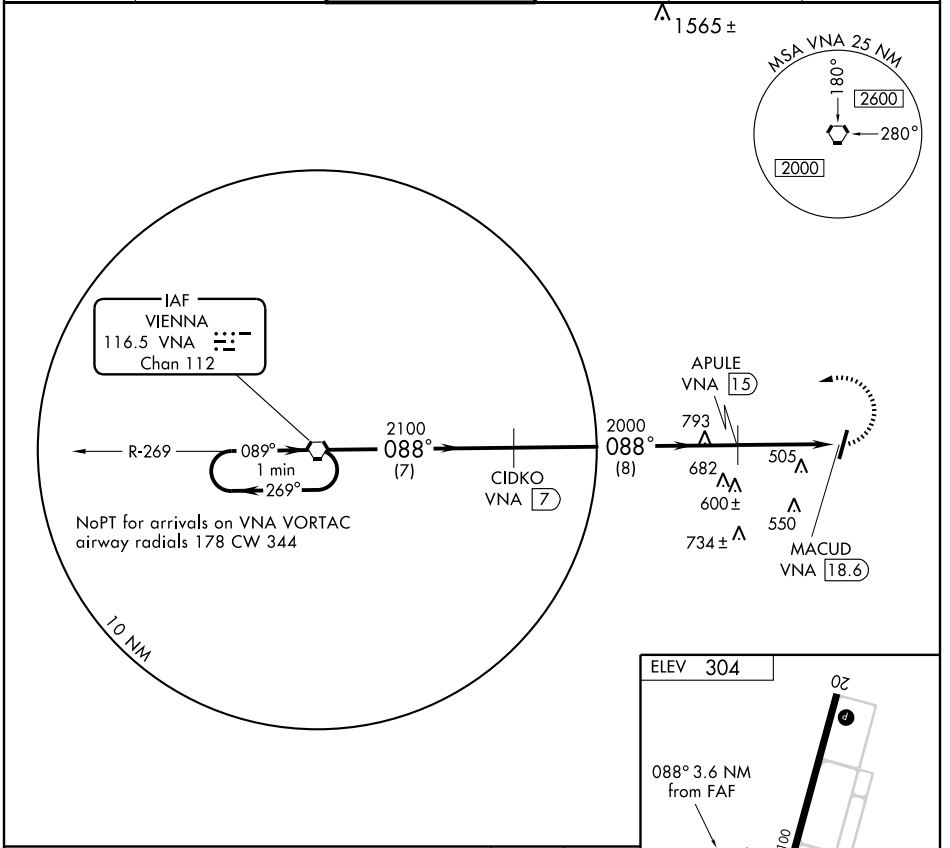 1565 ±
MSA VNA 25 NM
180°
2600
280°
2000
IAF
VIENNA
116.5 VNA
Chan 112
R-269
089°
1 min
269°
2100
088°
(7)
CIDKO
VNA 7
2000
088°
(8)
APULE
VNA 15
793
682
600 ±
734 ±
505
550
MACUD
VNA 18.6
NoPT for arrivals on VNA VORTAC
airway radials 178 CW 344
10 NM
ELEV 304
20
P
088° 3.6 NM
from FAF